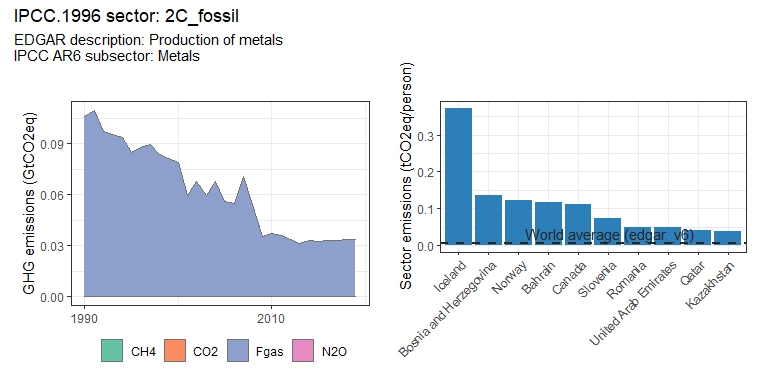 IPCC.1996 sector: 2C_fossil
EDGAR description: Production of metals
IPCC AR6 subsector: Metals
GHG emissions (GtCO2eq)
0.09
0.06
0.03
0.00
1990
2010
CH4
CO2
Fgas
N2O
Sector emissions (tCO2eq/person)
0.3
0.2
0.1
0.0
World average (edgar_v6)
Iceland
Bosnia and Herzegovina
Norway
Bahrain
Canada
Slovenia
Romania
United Arab Emirates
Qatar
Kazakhstan